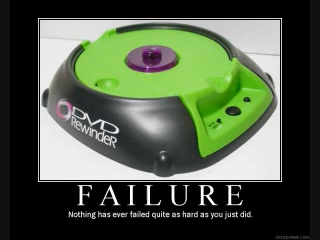 DVD
RewindeR
FAILURE
Nothing has ever failed quite as hard as you just did.